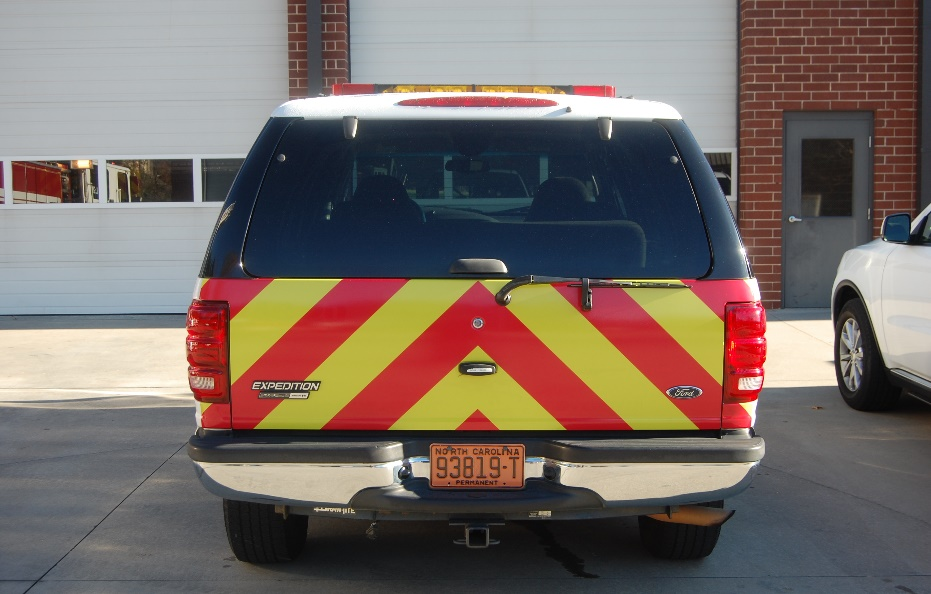 EXPEDITION
Ford
NORTH CAROLINA
93819-T
PERMANENT